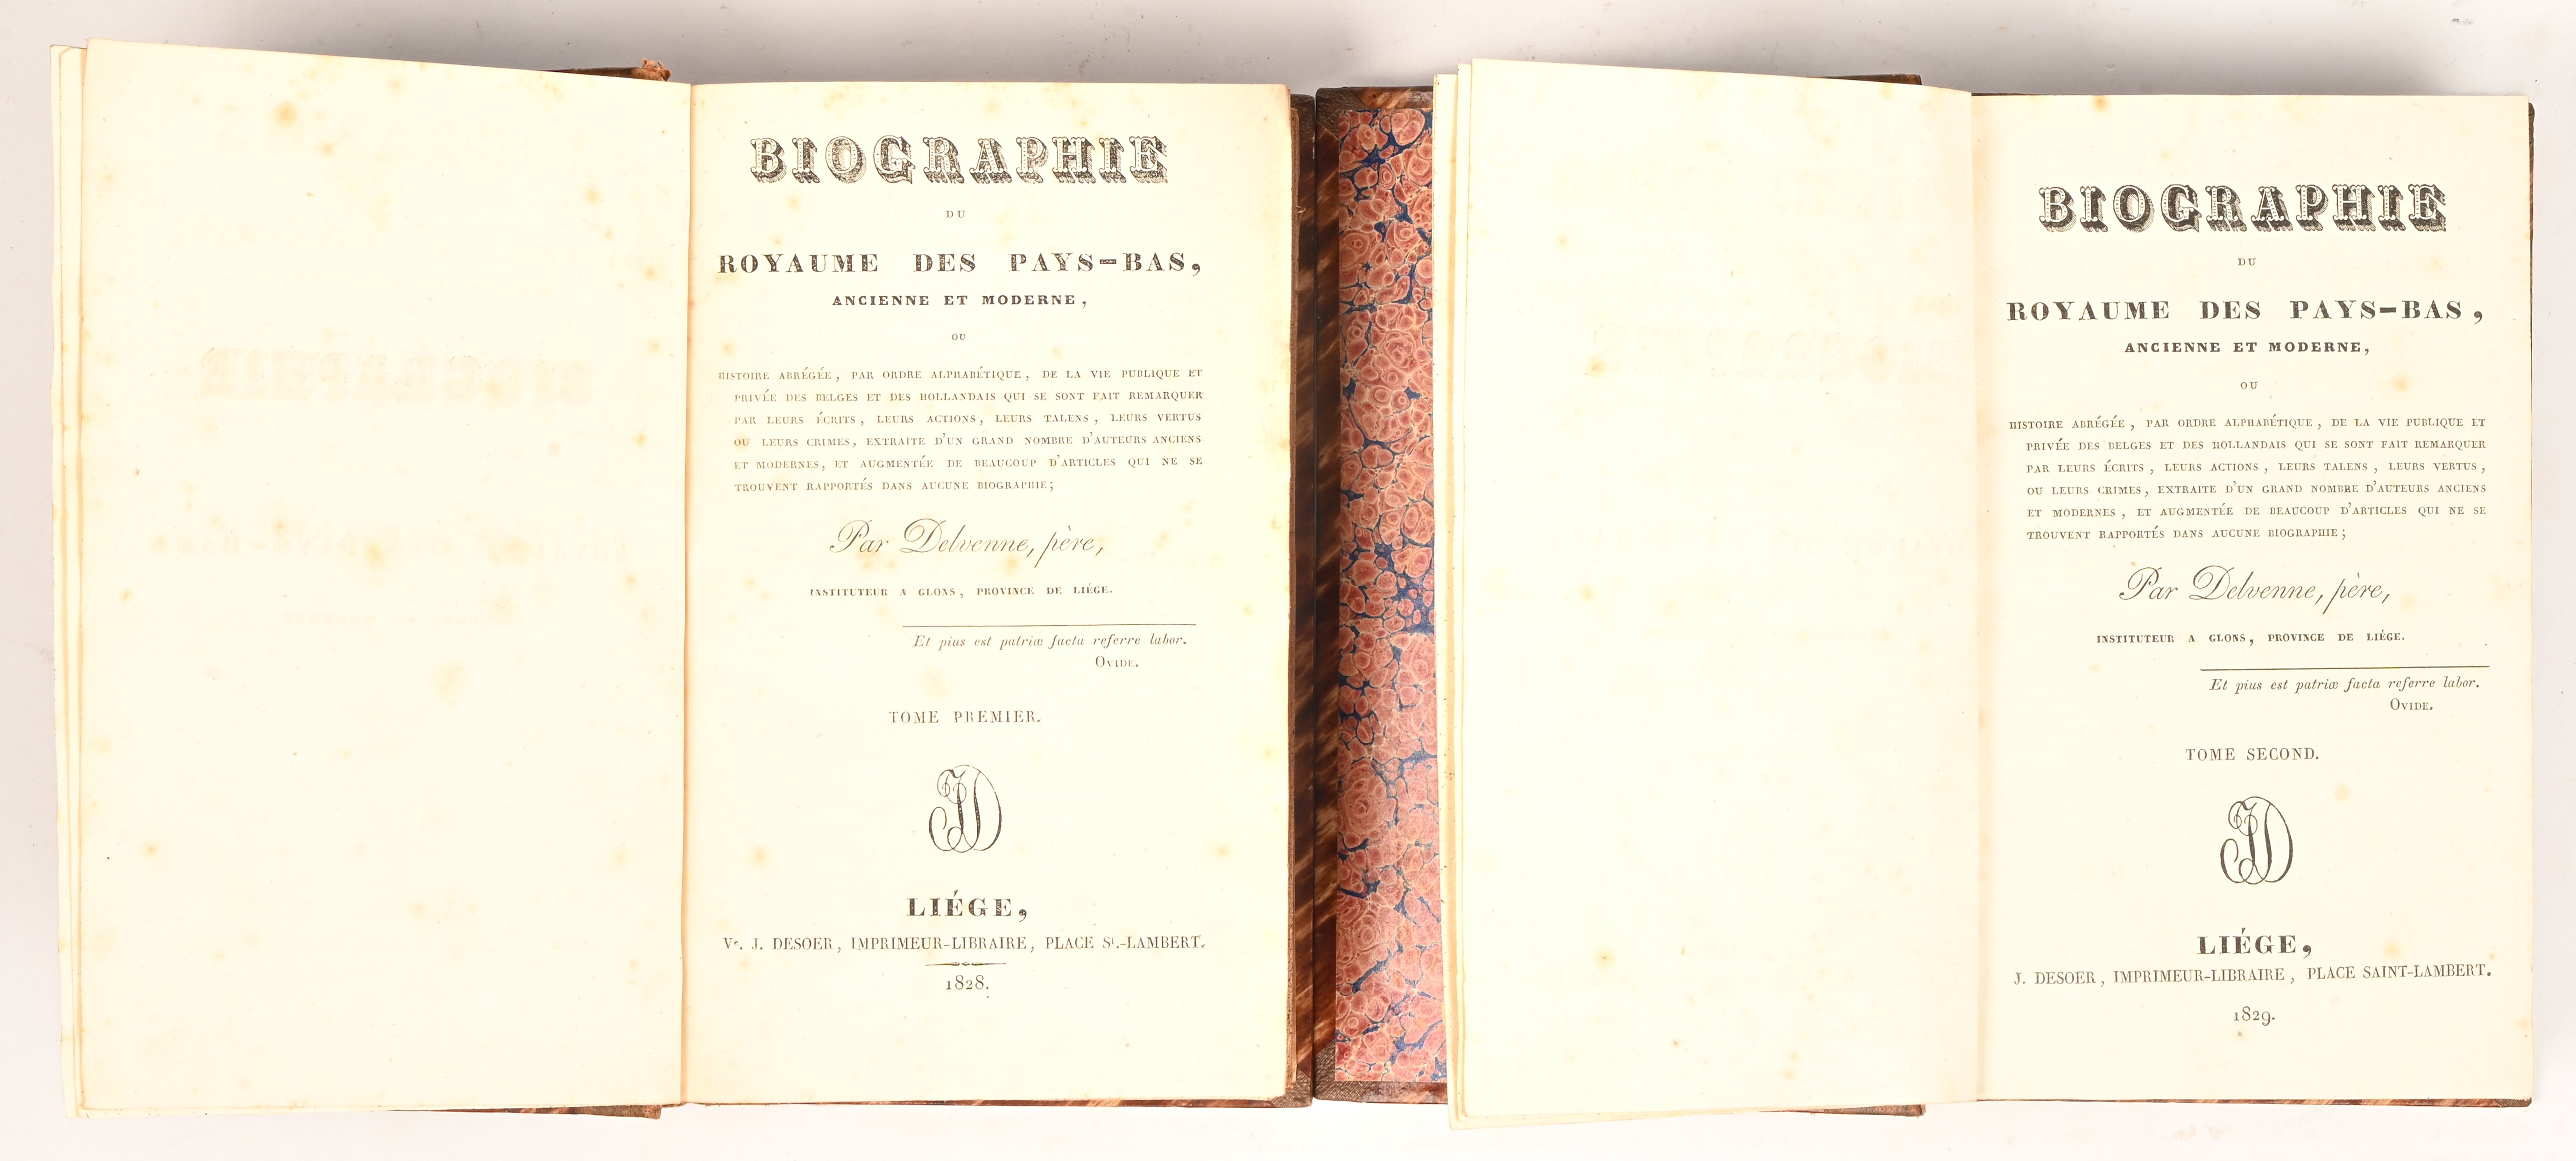 BIOGRAPHIE
DU
ROYAUME DES PAYS-BAS,
ANCIENNE ET MODERNE,
OU
HISTOIRE ABRÉGÉE, PAR ORDRE ALPHABÉTIQUE, DE LA VIE PUBLIQUE ET
PRIVÉE DES BELGES ET DES HOLLANDAIS QUI SE SONT FAIT REMARQUER
PAR LEURS ÉCRITS, LEURS ACTIONS, LEURS TALENS, LEURS VERTUS
OU LEURS CRIMES, EXTRAITE D'UN GRAND NOMBRE D'AUTEURS ANCIENS
ET MODERNES, ET AUGMENTÉE DE BEAUCOUP D'ARTICLES QUI NE SE
TROUVENT RAPPORTÉS DANS AUCUNE BIOGRAPHIE;
Par Delvenne, père,
INSTITUTEUR A GLONS, PROVINCE DE LIÉGE.
Et pius est patriæ facta referre labor.
OVIDE.
TOME PREMIER.
JD
LIÉGE,
Ve. J. DESOER, IMPRIMEUR-LIBRAIRE, PLACE St.-LAMBERT.
1828.
BIOGRAPHIE
DU
ROYAUME DES PAYS-BAS,
ANCIENNE ET MODERNE,
OU
HISTOIRE ABRÉGÉE, PAR ORDRE ALPHABÉTIQUE, DE LA VIE PUBLIQUE ET
PRIVÉE DES BELGES ET DES HOLLANDAIS QUI SE SONT FAIT REMARQUER
PAR LEURS ÉCRITS, LEURS ACTIONS, LEURS TALENS, LEURS VERTUS,
OU LEURS CRIMES, EXTRAITE D'UN GRAND NOMBRE D'AUTEURS ANCIENS
ET MODERNES, ET AUGMENTÉE DE BEAUCOUP D'ARTICLES QUI NE SE
TROUVENT RAPPORTÉS DANS AUCUNE BIOGRAPHIE;
Par Delvenne, père,
INSTITUTEUR A GLONS, PROVINCE DE LIÉGE.
Et pius est patriæ facta referre labor.
OVIDE.
TOME SECOND.
JD
LIÉGE,
J. DESOER, IMPRIMEUR-LIBRAIRE, PLACE SAINT-LAMBERT.
1829.